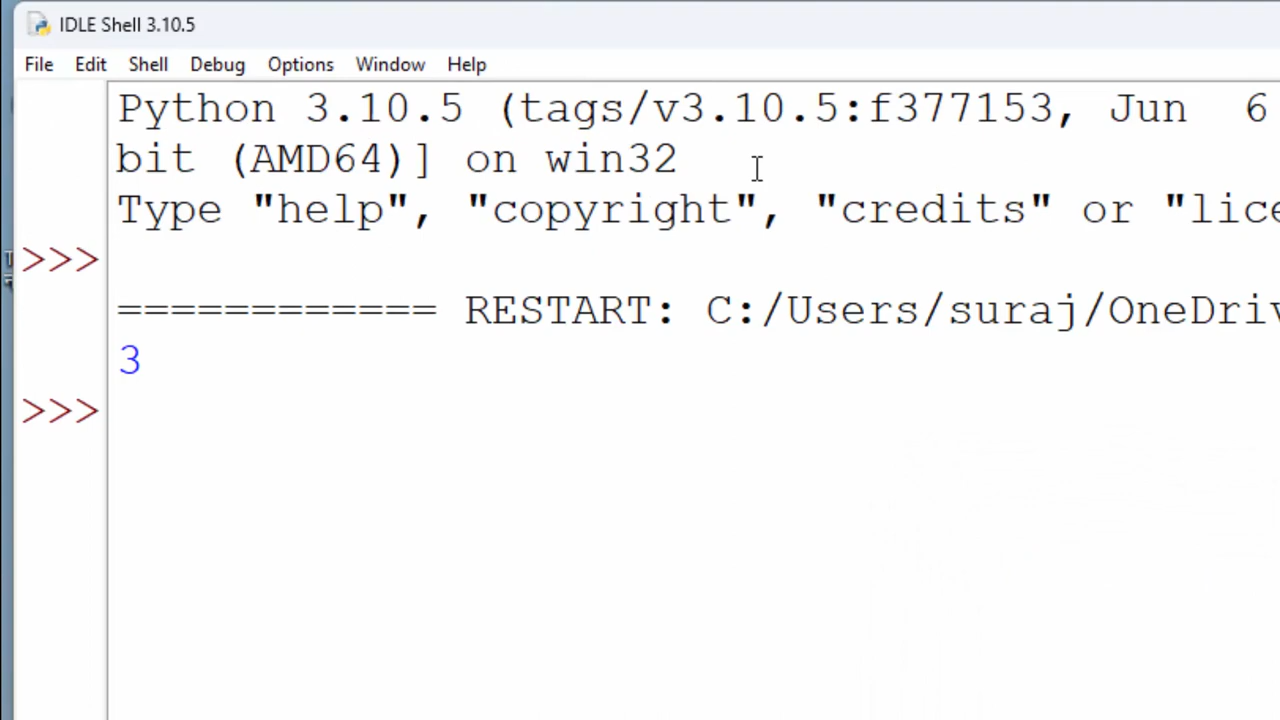 IDLE Shell 3.10.5
File Edit Shell Debug Options Window Help
Python 3.10.5 (tags/v3.10.5:f377153, Jun  6
bit (AMD64)] on win32
Type "help", "copyright", "credits" or "lice
>>>
============ RESTART: C:/Users/suraj/OneDriv
3
>>>